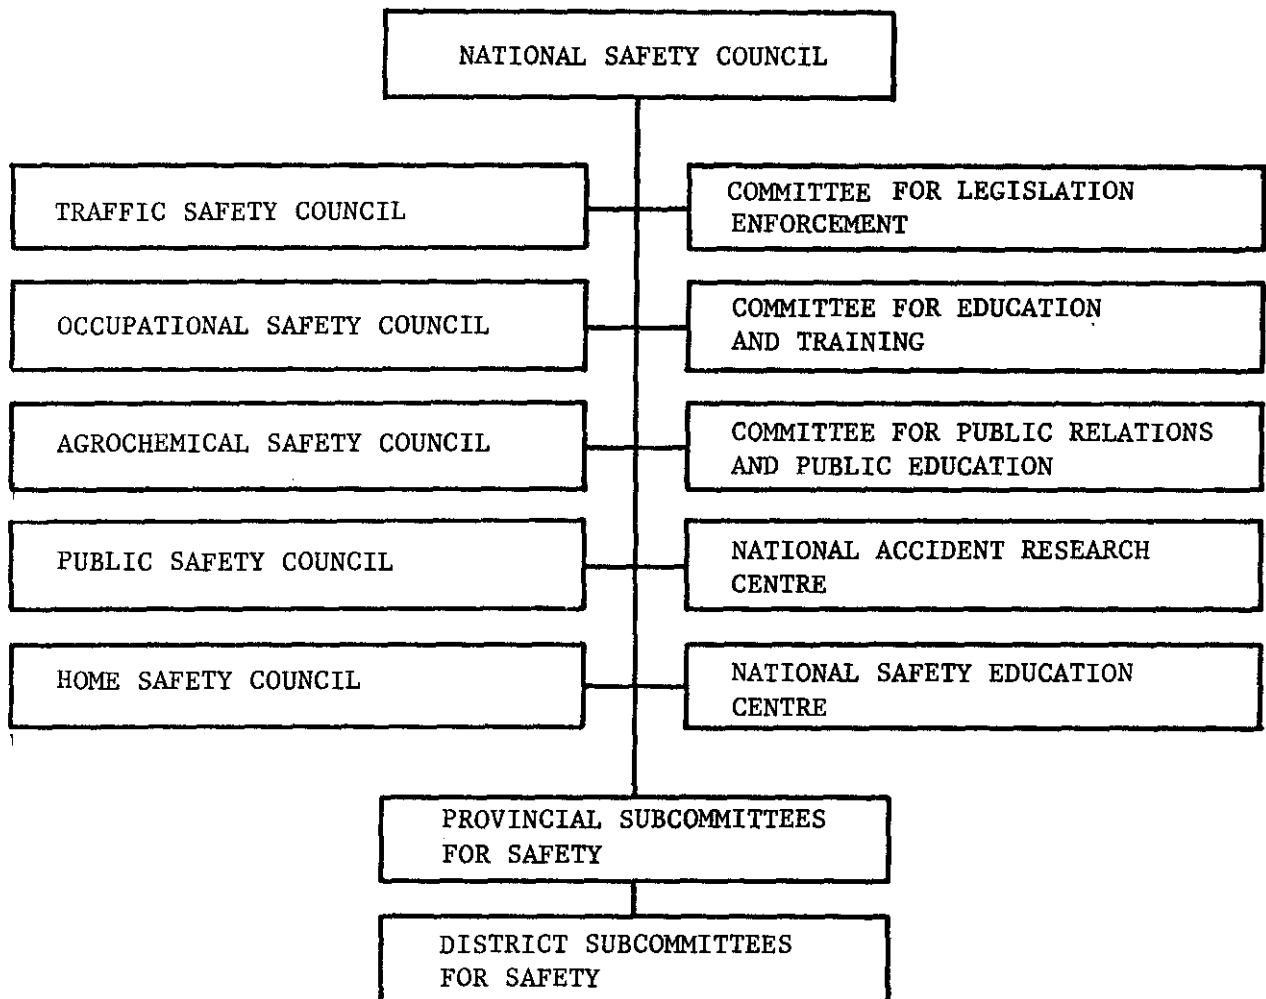 NATIONAL SAFETY COUNCIL
TRAFFIC SAFETY COUNCIL
COMMITTEE FOR LEGISLATION
ENFORCEMENT
OCCUPATIONAL SAFETY COUNCIL
COMMITTEE FOR EDUCATION
AND TRAINING
AGROCHEMICAL SAFETY COUNCIL
COMMITTEE FOR PUBLIC RELATIONS
AND PUBLIC EDUCATION
PUBLIC SAFETY COUNCIL
NATIONAL ACCIDENT RESEARCH
CENTRE
HOME SAFETY COUNCIL
NATIONAL SAFETY EDUCATION
CENTRE
PROVINCIAL SUBCOMMITTEES
FOR SAFETY
DISTRICT SUBCOMMITTEES
FOR SAFETY